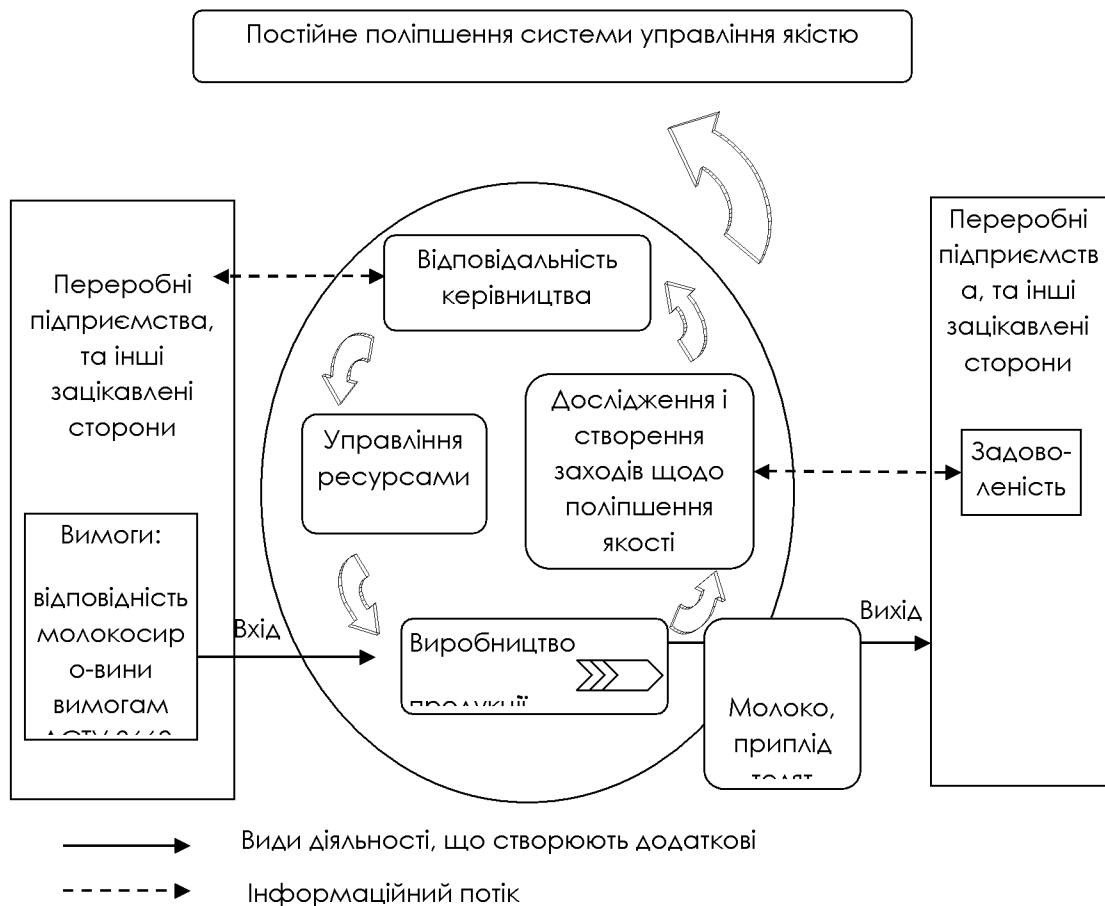 Постійне поліпшення системи управління якістю
Переробні
підприємства,
та інші
зацікавлені
сторони
Вимоги:
відповідність
молокосир
о-вини
вимогам
Вхід
Відповідальність
керівництва
Управління
ресурсами
Дослідження і
створення
заходів щодо
поліпшення
якості
Виробництво
продукції
Молоко,
приплід
телят
Вихід
Переробні
підприємств
а, та інші
зацікавлені
сторони
Задово-
леність
Види діяльності, що створюють додаткові
Інформаційний потік